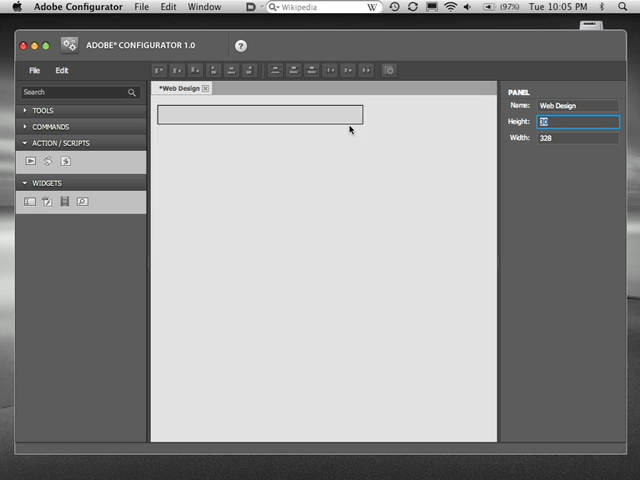 Adobe Configurator File Edit Window Wikipedia W (97%) Tue 10:05 PM
ADOBE® CONFIGURATOR 1.0 ?
File Edit
Search
*Web Design
TOOLS
COMMANDS
ACTION / SCRIPTS
WIDGETS
PANEL
Name: Web Design
Height: 30
Width: 328